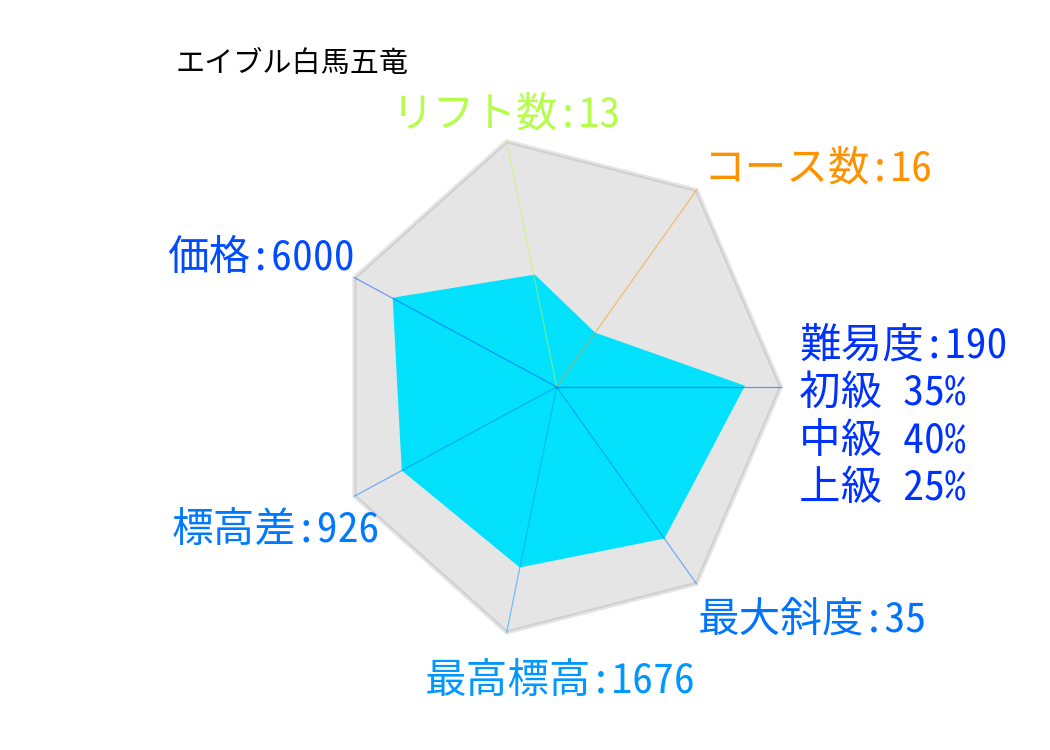 エイブル白馬五竜
リフト数:13
コース数:16
価格:6000
難易度:190
初級 35%
中級 40%
上級 25%
標高差:926
最大斜度:35
最高標高:1676